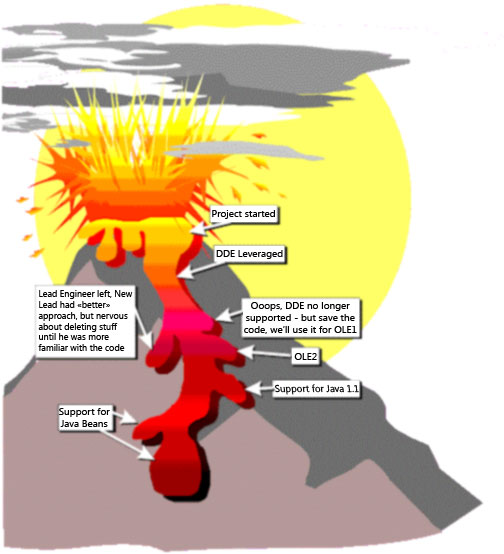 Project started
DDE Leveraged
Lead Engineer left, New
Lead had «better»
approach, but nervous
about deleting stuff
until he was more
familiar with the code
Ooops, DDE no longer
supported - but save the
code, we'll use it for OLE1
OLE2
Support for Java 1.1
Support for
Java Beans